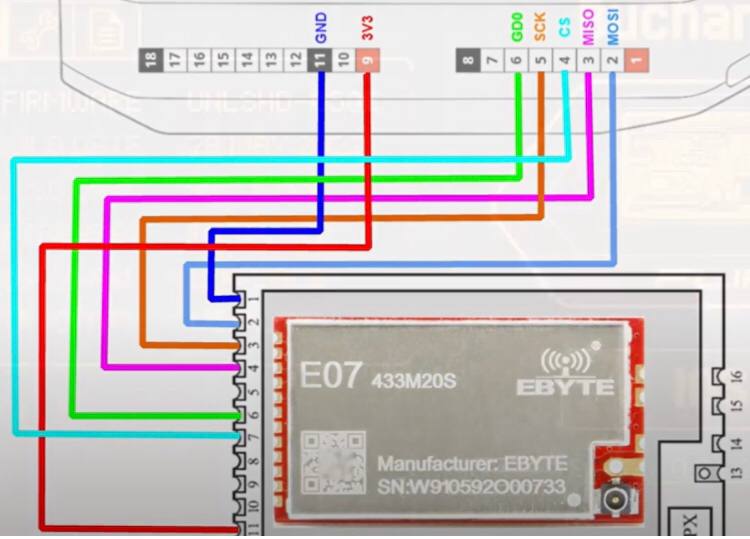 GND 3V3 GD0 SCK CS MISO MOSI
18 17 16 15 14 13 12 11 10 9 8 7 6 5 4 3 2 1
FIRMWARE
1
2
3
4
5
6
7
8
9
10
11
E07 433M20S
EBYTE
®
Manufacturer: EBYTE
SN:W910592O00733
16
15
14
13
PX